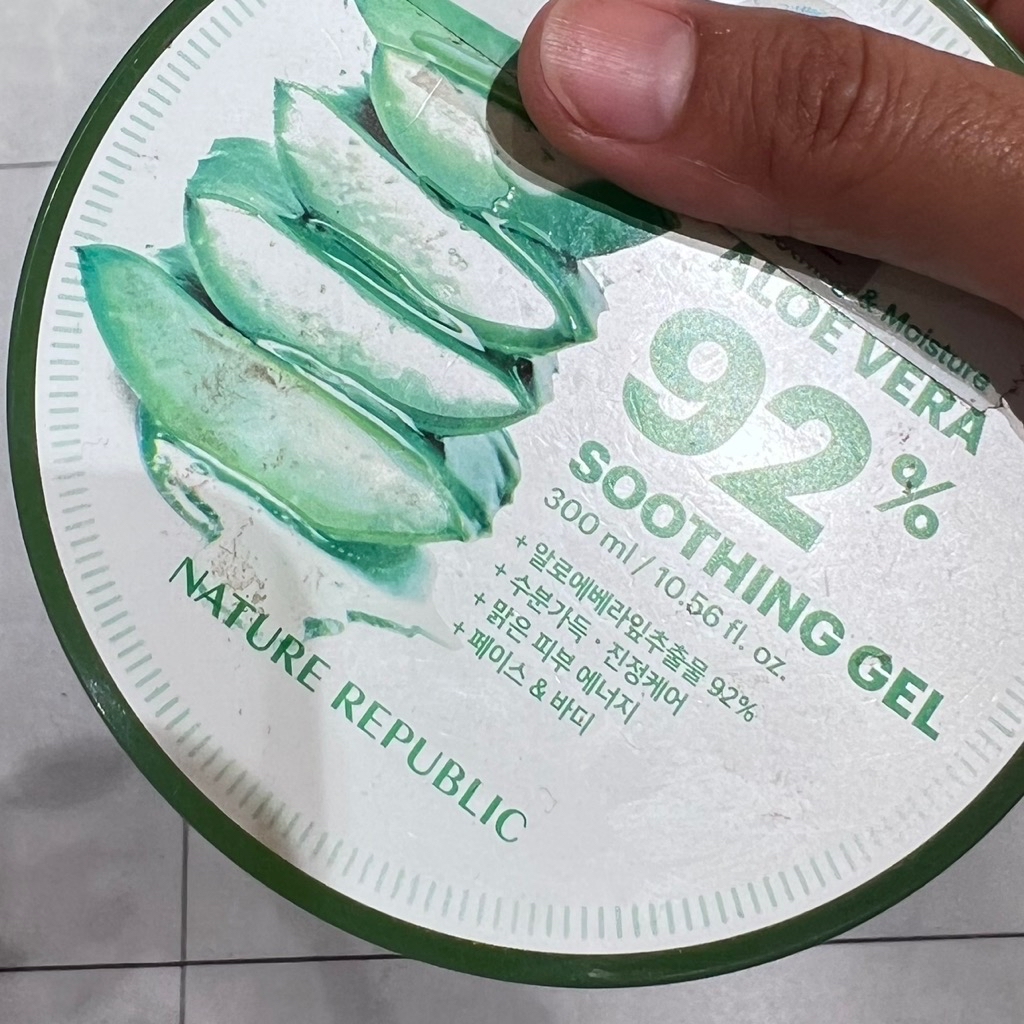 & Moisture
ALOE VERA
92%
SOOTHING GEL
300 ml / 10.56 fl. oz.
+ 알로에베라잎추출물 92%
+ 수분가득 · 진정케어
+ 맑은 피부 에너지
+ 페이스 & 바디
NATURE REPUBLIC